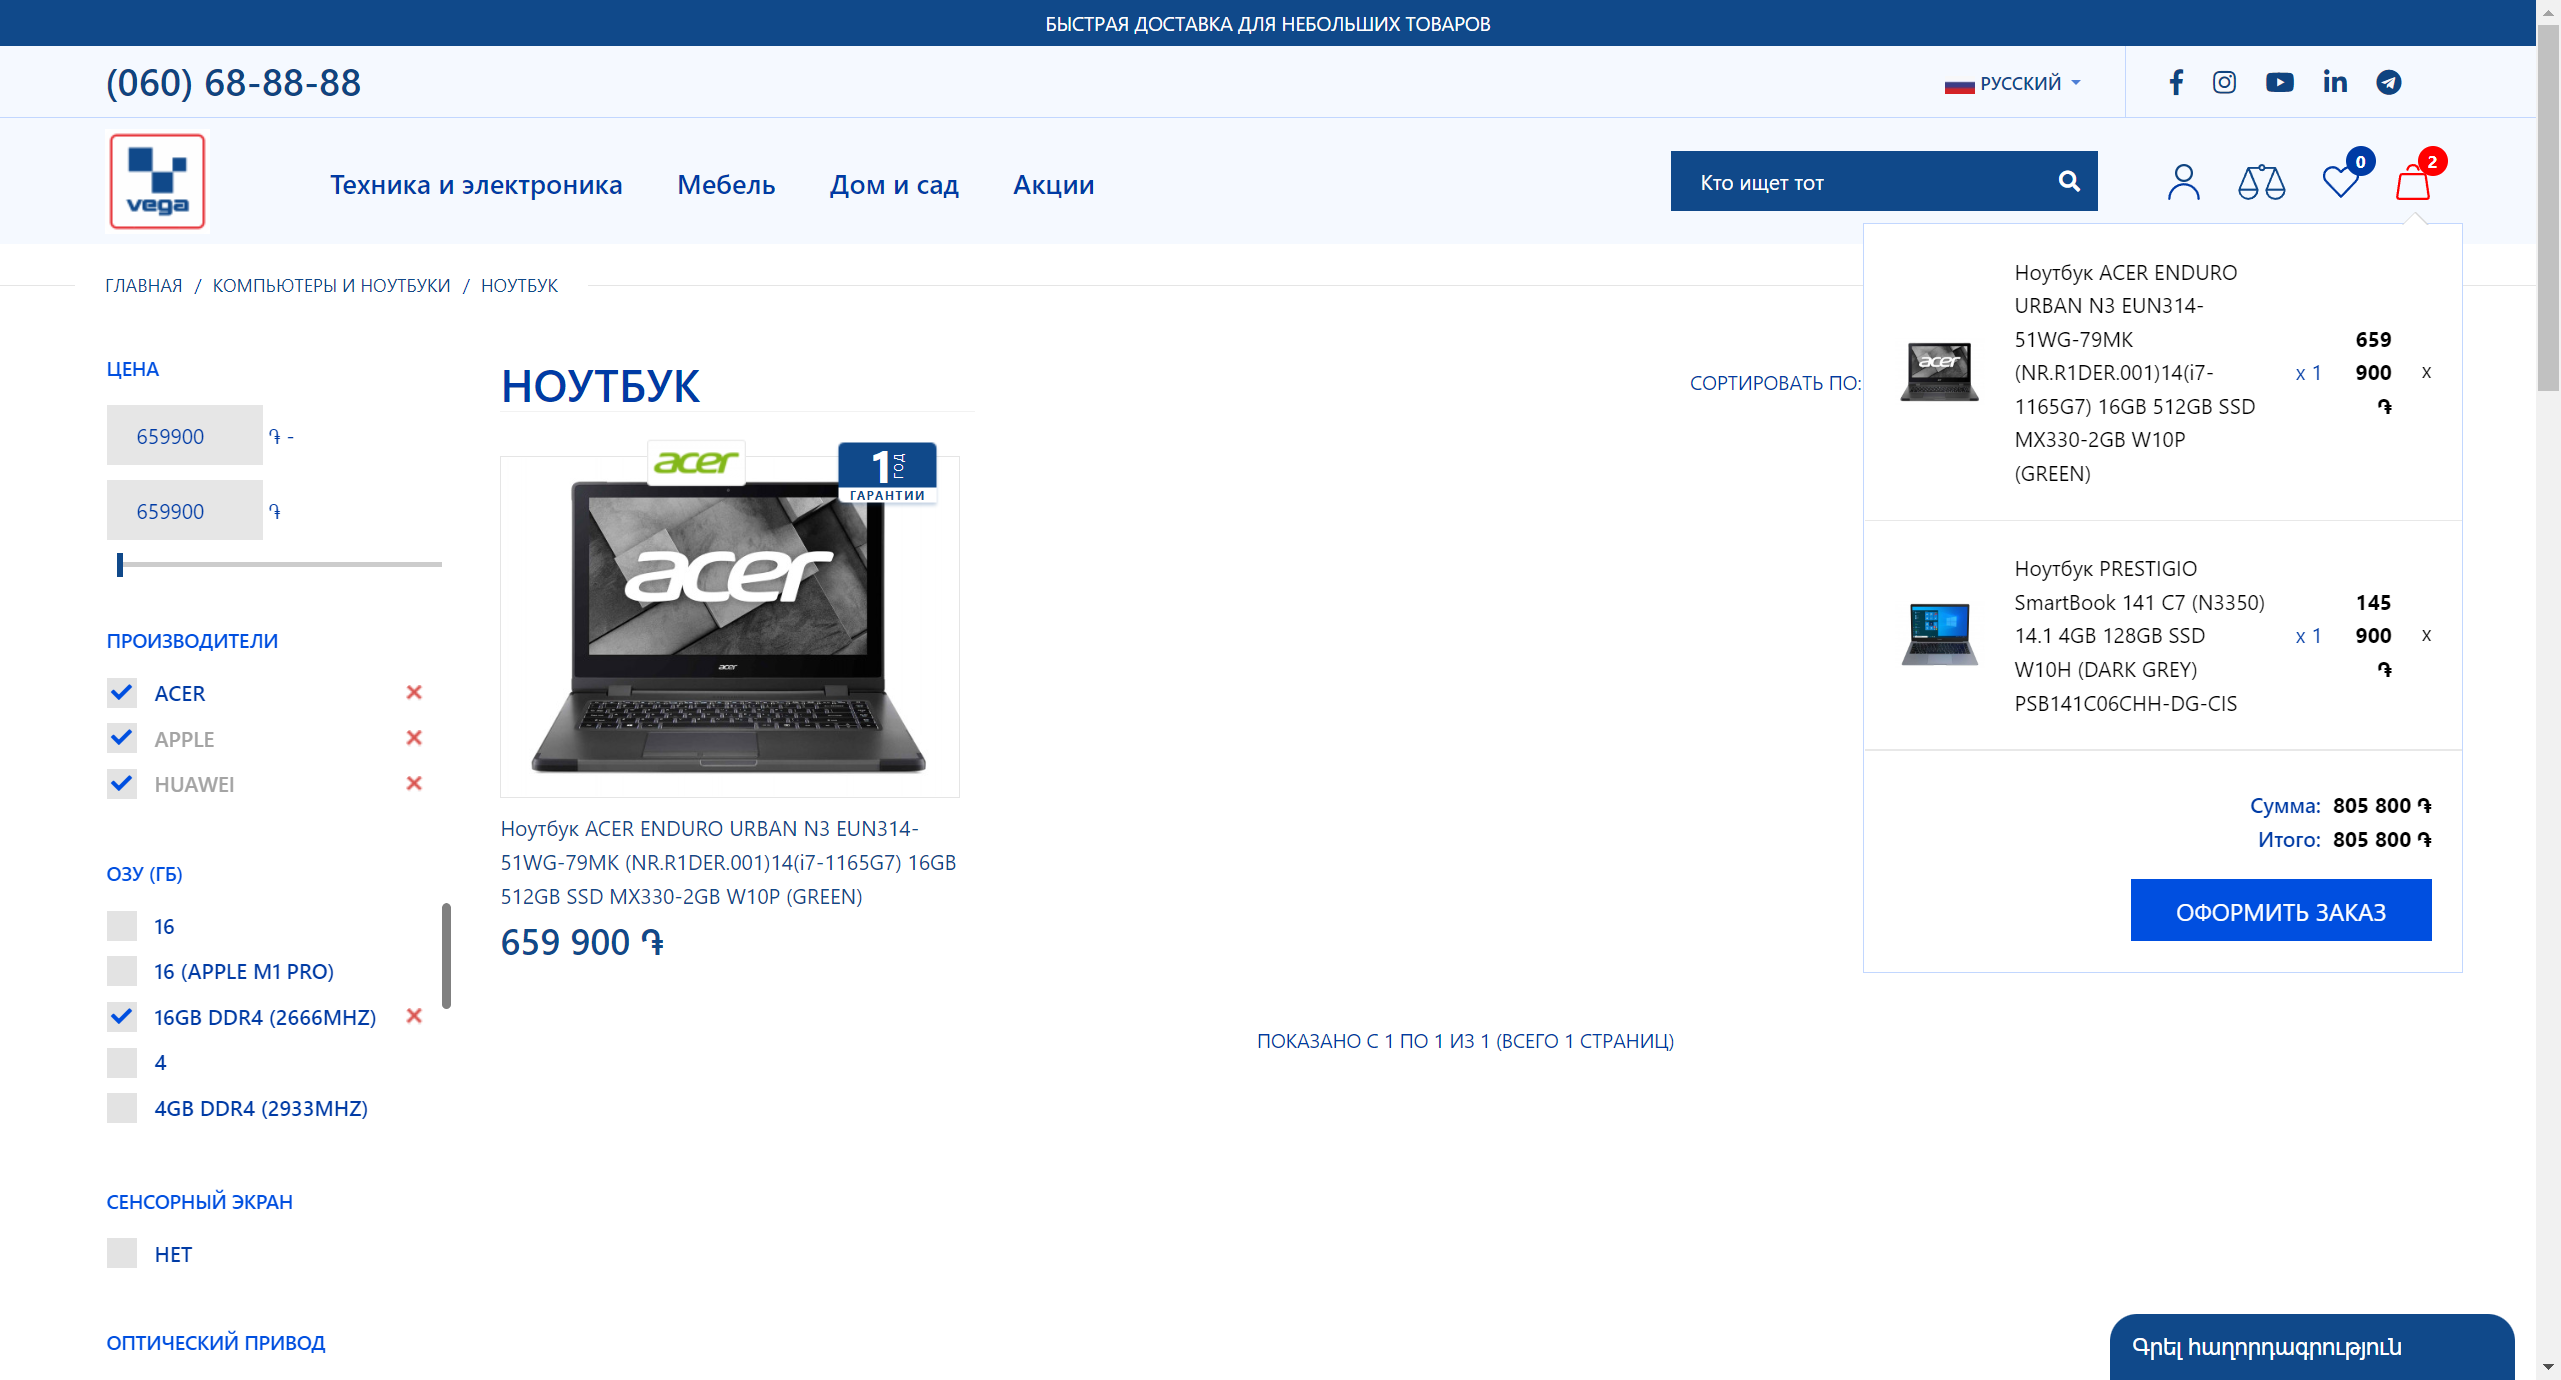 БЫСТРАЯ ДОСТАВКА ДЛЯ НЕБОЛЬШИХ ТОВАРОВ
(060) 68-88-88
РУССКИЙ
vega
Техника и электроника
Мебель
Дом и сад
Акции
Кто ищет тот
0
2
ГЛАВНАЯ / КОМПЬЮТЕРЫ И НОУТБУКИ / НОУТБУК
ЦЕНА
659900 ֏ -
659900 ֏
ПРОИЗВОДИТЕЛИ
ACER
APPLE
HUAWEI
ОЗУ (ГБ)
16
16 (APPLE M1 PRO)
16GB DDR4 (2666MHZ)
4
4GB DDR4 (2933MHZ)
СЕНСОРНЫЙ ЭКРАН
НЕТ
ОПТИЧЕСКИЙ ПРИВОД
НОУТБУК
СОРТИРОВАТЬ ПО:
acer
1 ГОД
ГАРАНТИИ
acer
acer
Ноутбук ACER ENDURO URBAN N3 EUN314-
51WG-79MK (NR.R1DER.001)14(i7-1165G7) 16GB
512GB SSD MX330-2GB W10P (GREEN)
659 900 ֏
ПОКАЗАНО С 1 ПО 1 ИЗ 1 (ВСЕГО 1 СТРАНИЦ)
acer
Ноутбук ACER ENDURO
URBAN N3 EUN314-
51WG-79MK
(NR.R1DER.001)14(i7-
1165G7) 16GB 512GB SSD
MX330-2GB W10P
(GREEN)
x 1
659
900
֏
x
Ноутбук PRESTIGIO
SmartBook 141 C7 (N3350)
14.1 4GB 128GB SSD
W10H (DARK GREY)
PSB141C06CHH-DG-CIS
x 1
145
900
֏
x
Сумма: 805 800 ֏
Итого: 805 800 ֏
ОФОРМИТЬ ЗАКАЗ
Գրել հաղորդագրություն